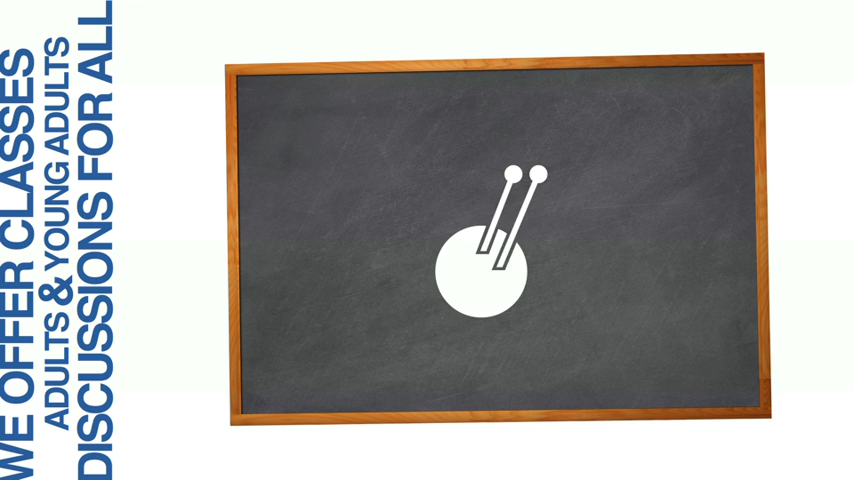 WE OFFER CLASSES
ADULTS & YOUNG ADULTS
DISCUSSIONS FOR ALL